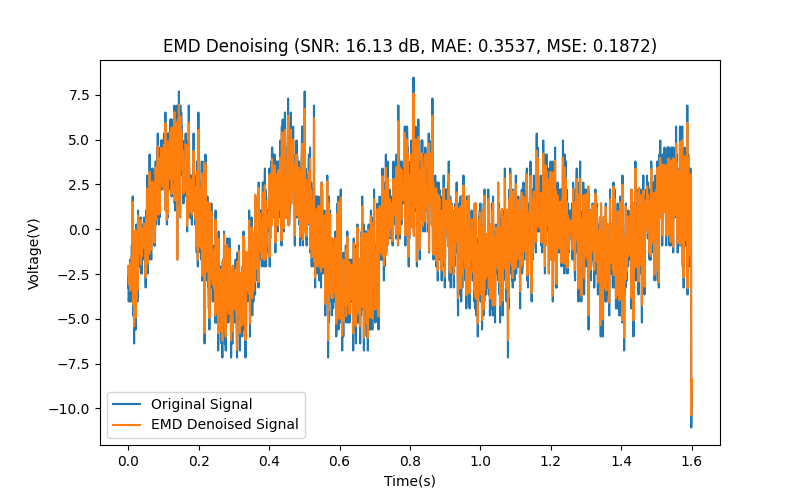 EMD Denoising (SNR: 16.13 dB, MAE: 0.3537, MSE: 0.1872)
Voltage(V)
7.5
5.0
2.5
0.0
−2.5
−5.0
−7.5
−10.0
Original Signal
EMD Denoised Signal
0.0 0.2 0.4 0.6 0.8 1.0 1.2 1.4 1.6
Time(s)